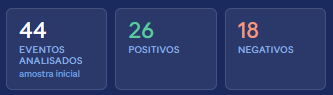 44
EVENTOS
ANALISADOS
amostra inicial
26
POSITIVOS
18
NEGATIVOS